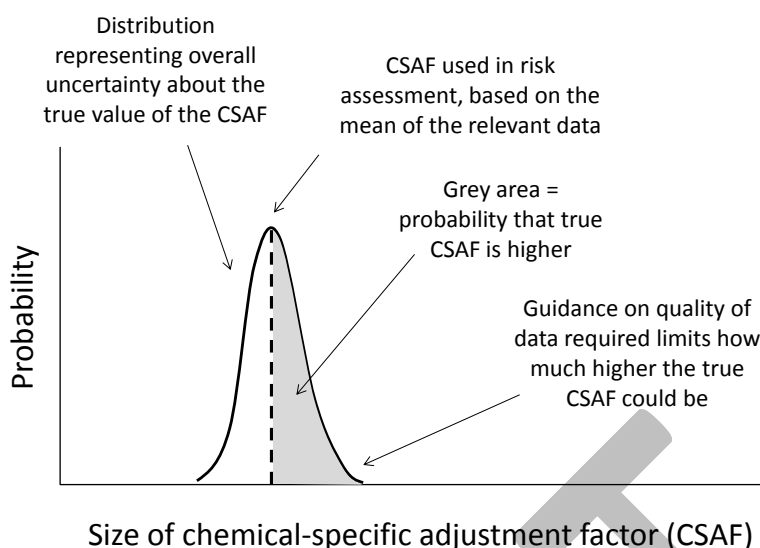 Distribution
representing overall
uncertainty about the
true value of the CSAF
CSAF used in risk
assessment, based on the
mean of the relevant data
Grey area =
probability that true
CSAF is higher
Guidance on quality of
data required limits how
much higher the true
CSAF could be
Probability
Size of chemical-specific adjustment factor (CSAF)